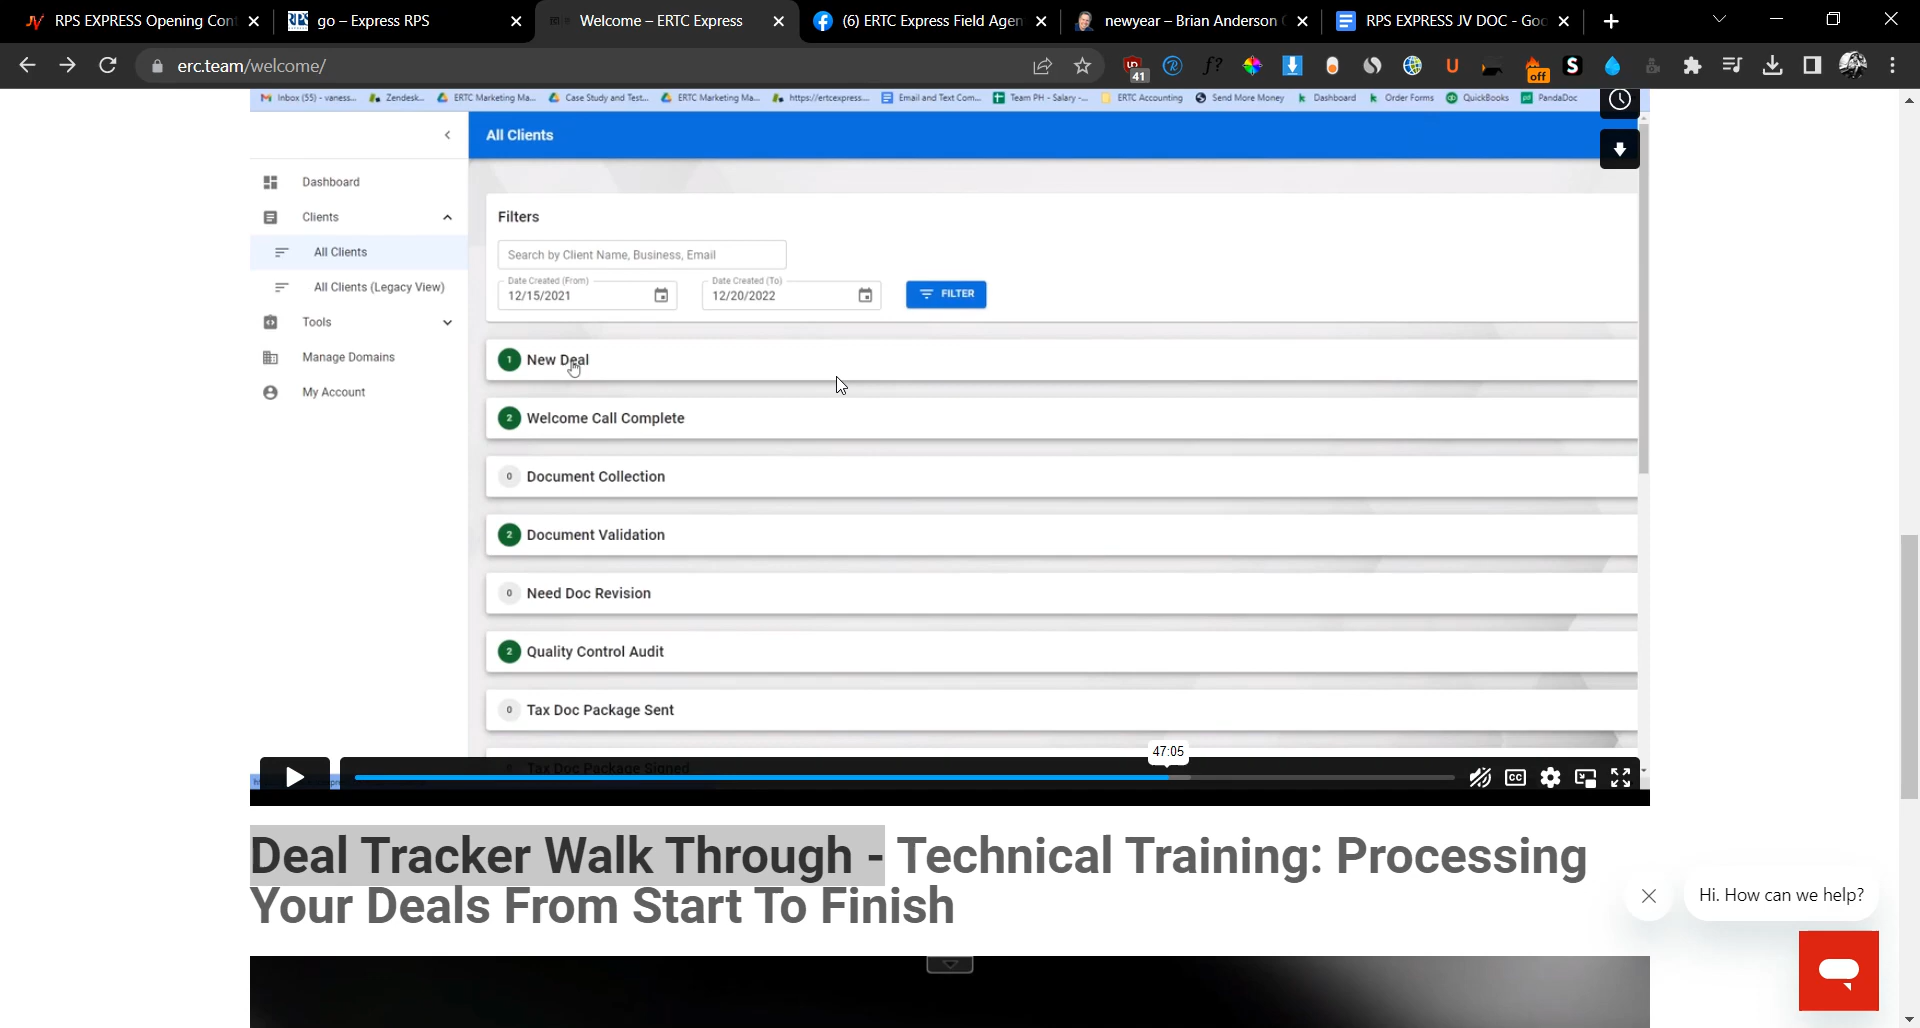 RPS EXPRESS Opening Con
go – Express RPS
Welcome – ERTC Express
(6) ERTC Express Field Agen
newyear – Brian Anderson
RPS EXPRESS JV DOC - Goo
erc.team/welcome/
41
off
Inbox (55) - vaness...
Zendesk...
ERTC Marketing Ma...
Case Study and Test...
ERTC Marketing Ma...
https://ertcexpress...
Email and Text Com...
Team PH - Salary -...
ERTC Accounting
Send More Money
Dashboard
Order Forms
QuickBooks
PandaDoc
All Clients
Dashboard
Clients
All Clients
All Clients (Legacy View)
Tools
Manage Domains
My Account
Filters
Search by Client Name, Business, Email
Date Created (From)
12/15/2021
Date Created (To)
12/20/2022
FILTER
1 New Deal
2 Welcome Call Complete
0 Document Collection
2 Document Validation
0 Need Doc Revision
2 Quality Control Audit
0 Tax Doc Package Sent
Tax Doc Package Signed
47:05
CC
Deal Tracker Walk Through - Technical Training: Processing
Your Deals From Start To Finish
Hi. How can we help?